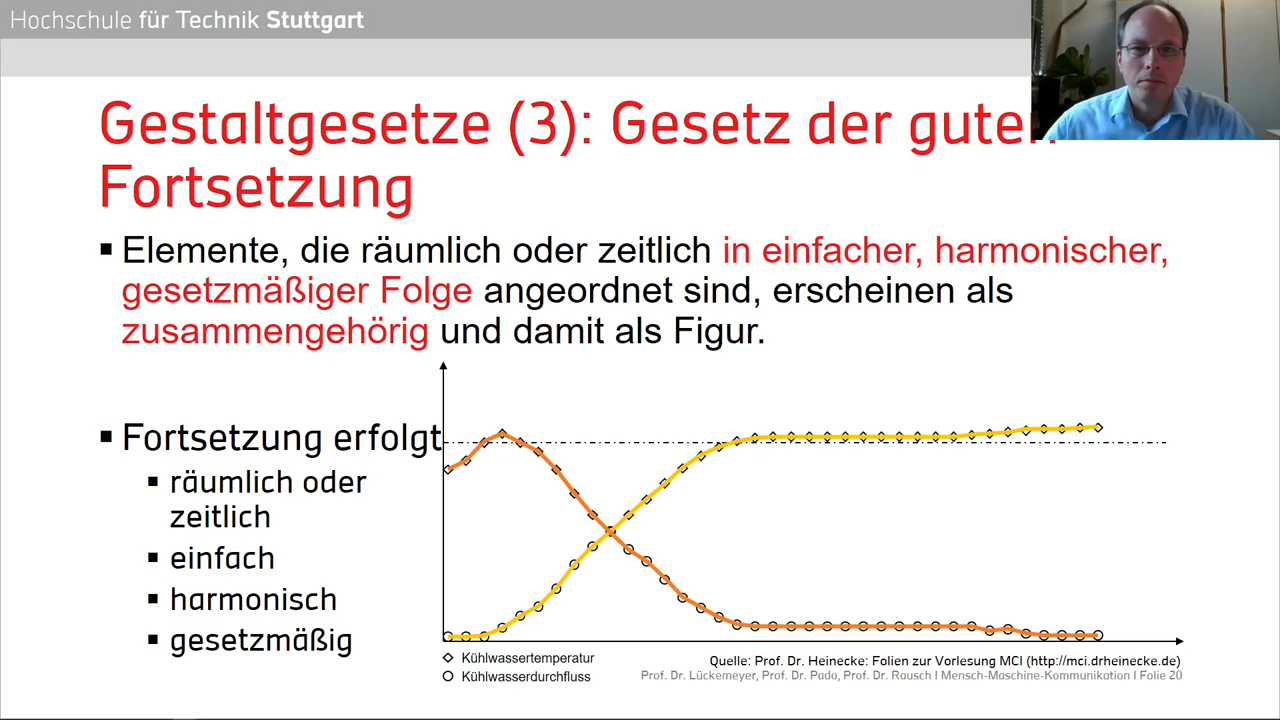 Hochschule für Technik Stuttgart
Gestaltgesetze (3): Gesetz der guten
Fortsetzung
▪ Elemente, die räumlich oder zeitlich in einfacher, harmonischer,
gesetzmäßiger Folge angeordnet sind, erscheinen als
zusammengehörig und damit als Figur.
▪ Fortsetzung erfolgt
▪ räumlich oder
zeitlich
▪ einfach
▪ harmonisch
▪ gesetzmäßig
Kühlwassertemperatur
Kühlwasserdurchfluss
Quelle: Prof. Dr. Heinecke: Folien zur Vorlesung MCI (http://mci.drheinecke.de)
Prof. Dr. Lückemeyer, Prof. Dr. Pado, Prof. Dr. Rausch I Mensch-Maschine-Kommunikation I Folie 20